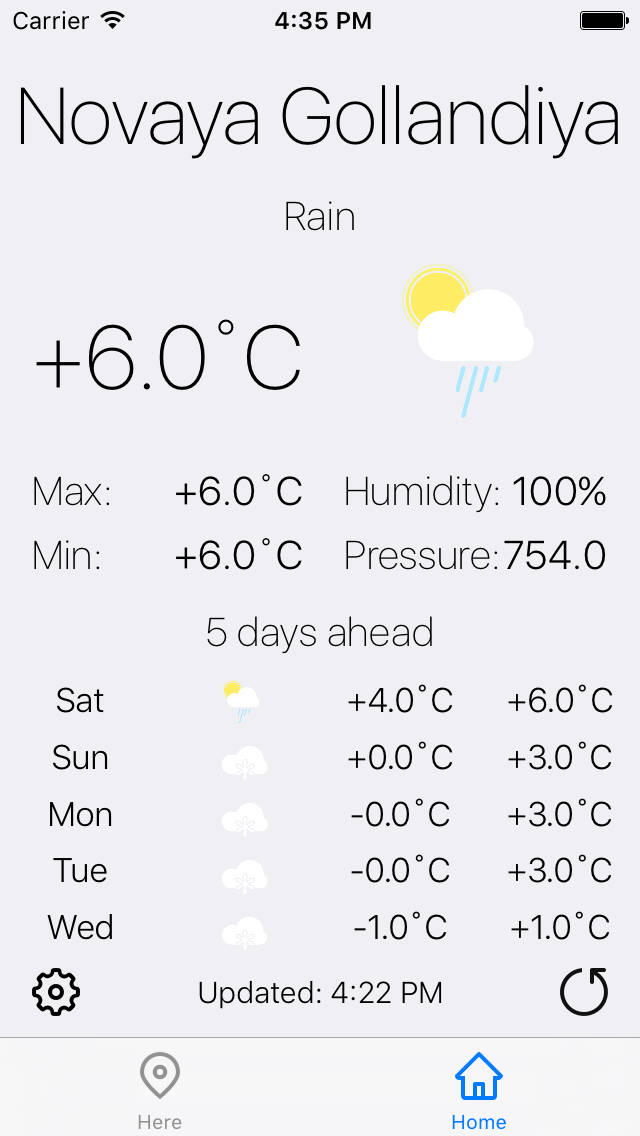 Carrier 4:35 PM
Novaya Gollandiya
Rain
+6.0˚C
Max: +6.0˚C Humidity: 100%
Min: +6.0˚C Pressure: 754.0
5 days ahead
Sat +4.0˚C +6.0˚C
Sun +0.0˚C +3.0˚C
Mon -0.0˚C +3.0˚C
Tue -0.0˚C +3.0˚C
Wed -1.0˚C +1.0˚C
Updated: 4:22 PM
Here Home